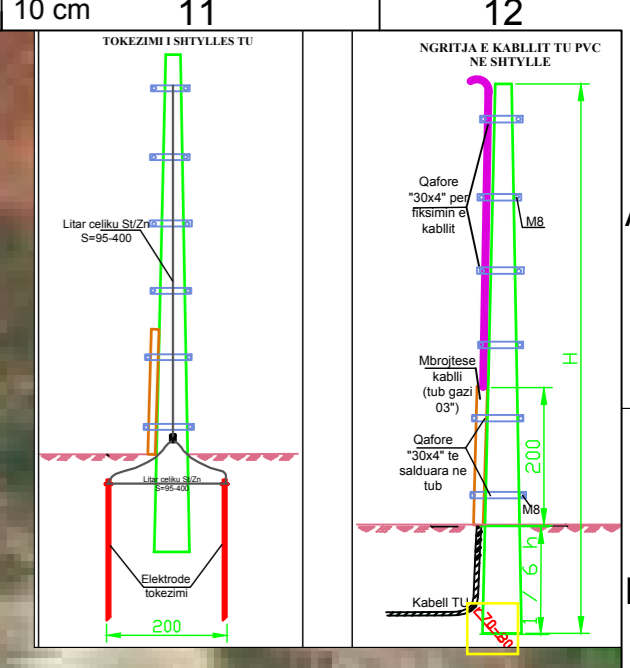 10 cm
11
12
TOKEZIMI I SHTYLLES TU
Litar celiku St/Zn
S=95-400
Litar celiku St/Zn
S=95-400
Elektrode
tokezimi
200
NGRITJA E KABLLIT TU PVC
NE SHTYLLE
Qafore
"30x4" per
fiksimin e
kabllit
M8
H
Mbrojtese
kablli
(tub gazi
03")
Qafore
"30x4" te
salduara ne
tub
200
M8
1 / 6 h
Kabell TU